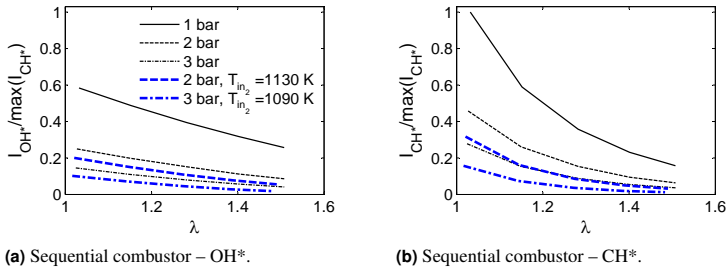 1
0.8
0.6
0.4
0.2
0
I_OH*/max(I_CH*)
1 bar
2 bar
3 bar
2 bar, T_in_2 =1130 K
3 bar, T_in_2 =1090 K
1 1.2 1.4 1.6
λ
(a) Sequential combustor – OH*.
1
0.8
0.6
0.4
0.2
0
I_CH*/max(I_CH*)
1 1.2 1.4 1.6
λ
(b) Sequential combustor – CH*.